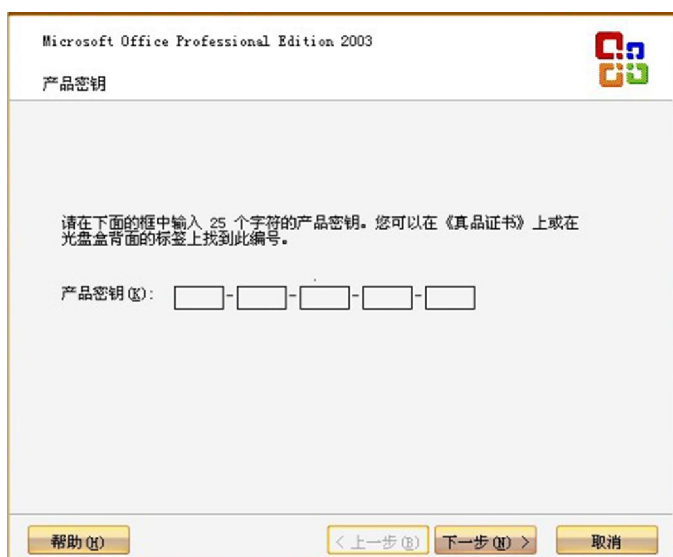 Microsoft Office Professional Edition 2003
产品密钥
请在下面的框中输入 25 个字符的产品密钥。您可以在《真品证书》上或在
光盘盒背面的标签上找到此编号。
产品密钥(K): - - - -
帮助(H) < 上一步(B) 下一步(N) > 取消